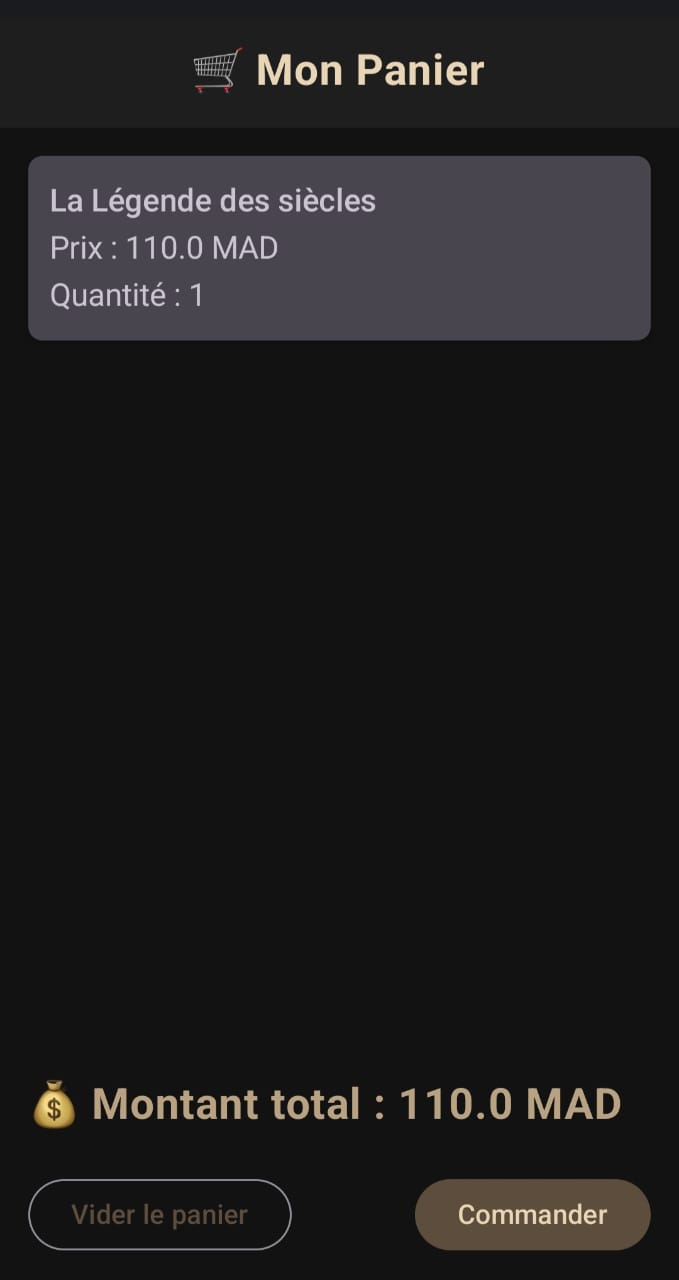 Mon Panier
La Légende des siècles
Prix : 110.0 MAD
Quantité : 1
Montant total : 110.0 MAD
Vider le panier
Commander